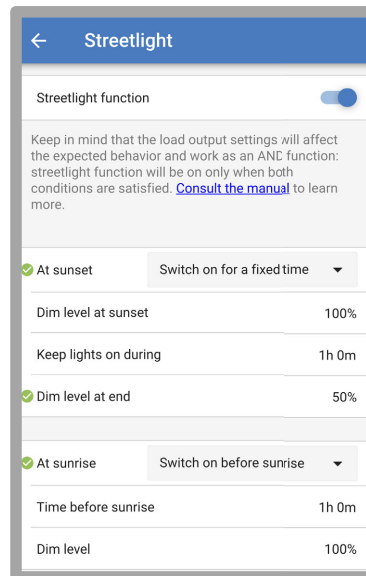 Streetlight
Streetlight function
Keep in mind that the load output settings will affect
the expected behavior and work as an AND function:
streetlight function will be on only when both
conditions are satisfied. Consult the manual to learn
more.
At sunset Switch on for a fixed time
Dim level at sunset 100%
Keep lights on during 1h 0m
Dim level at end 50%
At sunrise Switch on before sunrise
Time before sunrise 1h 0m
Dim level 100%